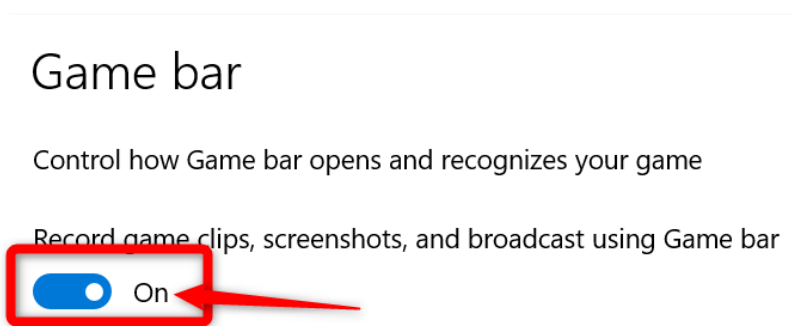 Game bar
Control how Game bar opens and recognizes your game
Record game clips, screenshots, and broadcast using Game bar
On